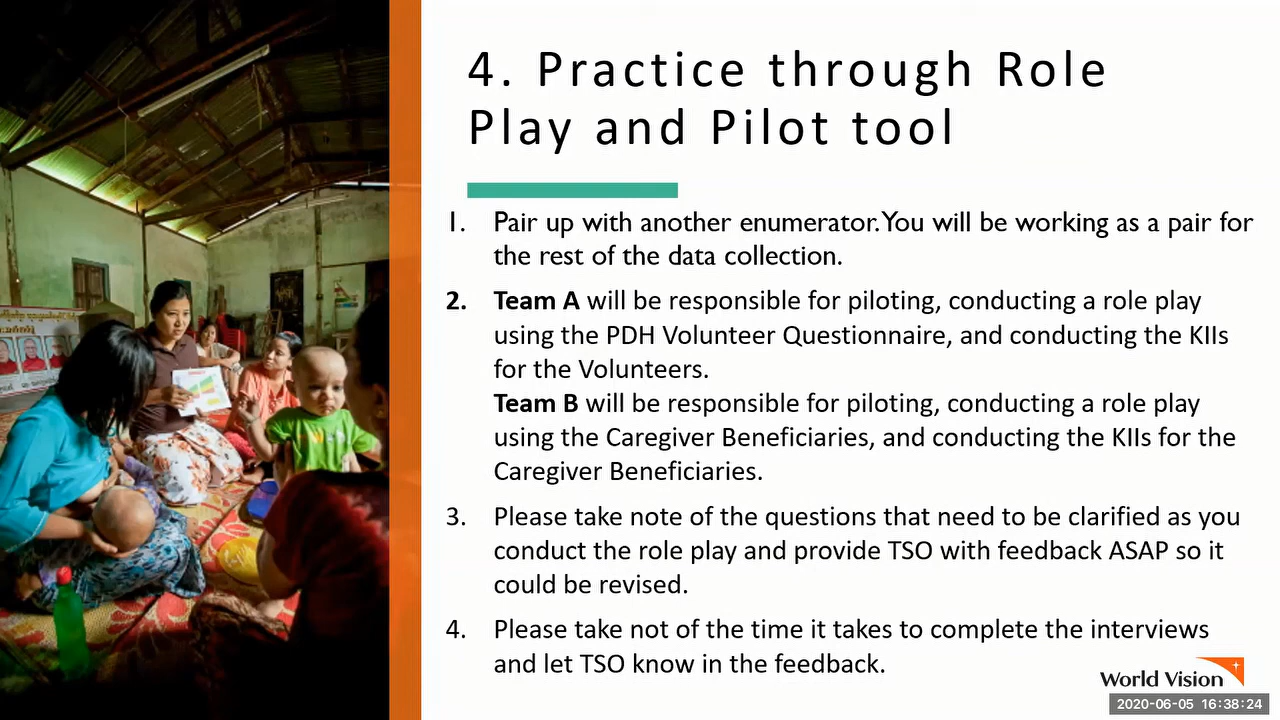 4. Practice through Role
Play and Pilot tool
1. Pair up with another enumerator. You will be working as a pair for
the rest of the data collection.
2. Team A will be responsible for piloting, conducting a role play
using the PDH Volunteer Questionnaire, and conducting the KIIs
for the Volunteers.
Team B will be responsible for piloting, conducting a role play
using the Caregiver Beneficiaries, and conducting the KIIs for the
Caregiver Beneficiaries.
3. Please take note of the questions that need to be clarified as you
conduct the role play and provide TSO with feedback ASAP so it
could be revised.
4. Please take not of the time it takes to complete the interviews
and let TSO know in the feedback.
World Vision
2020-06-05 16:38:24